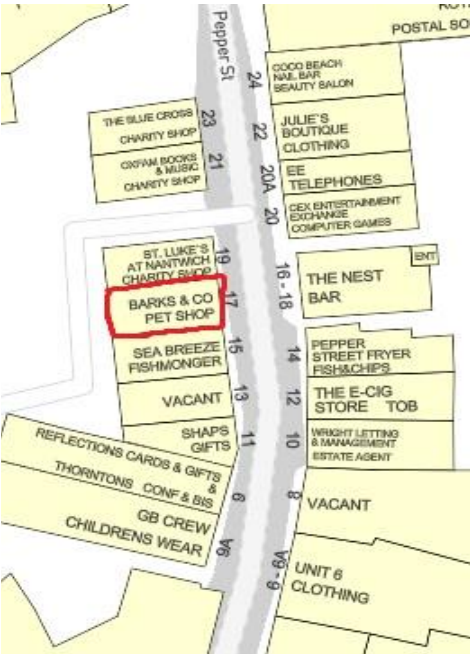 ROY
POSTAL SO
Pepper St
24
COCO BEACH
NAIL BAR
BEAUTY SALON
THE BLUE CROSS
CHARITY SHOP
23
22
JULIE'S
BOUTIQUE
CLOTHING
OXFAM BOOKS
& MUSIC
CHARITY SHOP
21
20A
EE
TELEPHONES
20
CEX ENTERTAINMENT
EXCHANGE
COMPUTER GAMES
ST. LUKE'S
AT NANTWICH
CHARITY SHOP
19
16 - 18
THE NEST
BAR
ENT
BARKS & CO
PET SHOP
17
SEA BREEZE
FISHMONGER
15
14
PEPPER
STREET FRYER
FISH&CHIPS
VACANT
13
12
THE E-CIG
STORE TOB
SHAPS
GIFTS
11
10
WRIGHT LETTING
& MANAGEMENT
ESTATE AGENT
REFLECTIONS CARDS & GIFTS
&
THORNTONS CONF & BIS
9
8
VACANT
GB CREW
CHILDRENS WEAR
9A
6 - 6A
UNIT 6
CLOTHING